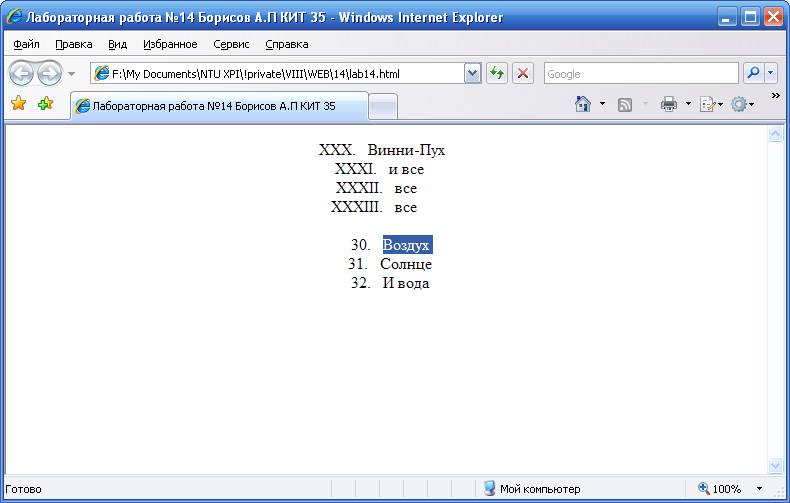 Лабораторная работа №14 Борисов А.П КИТ 35 - Windows Internet Explorer
Файл Правка Вид Избранное Сервис Справка
F:\My Documents\NTU XPI\!private\VIII\WEB\14\lab14.html
Google
Лабораторная работа №14 Борисов А.П КИТ 35
»
XXX. Винни-Пух
XXXI. и все
XXXII. все
XXXIII. все
30. Воздух
31. Солнце
32. И вода
Готово
Мой компьютер
100%